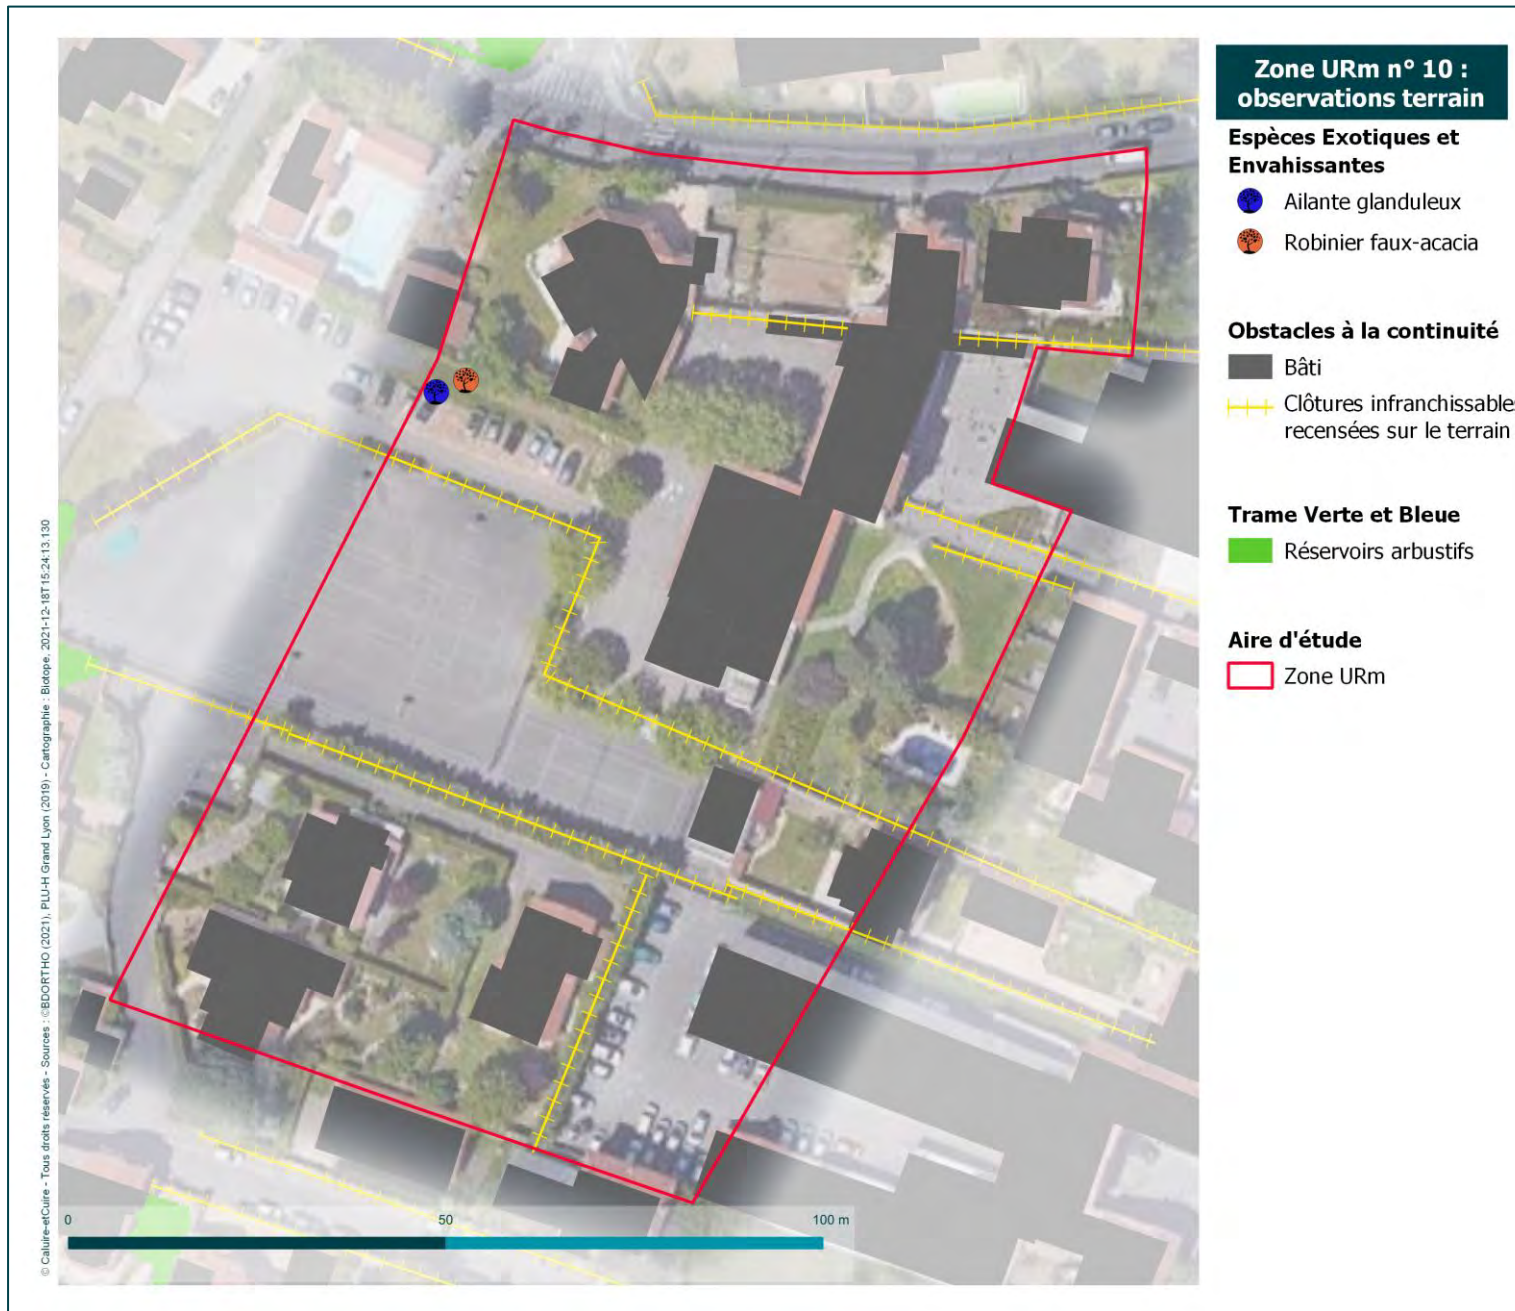 Zone URm n° 10 :
observations terrain
Espèces Exotiques et
Envahissantes
Ailante glanduleux
Robinier faux-acacia
Obstacles à la continuité
Bâti
Clôtures infranchissables
recensées sur le terrain
Trame Verte et Bleue
Réservoirs arbustifs
Aire d'étude
Zone URm
0 50 100 m
© Caluire-etCuire - Tous droits réservés - Sources : ©BDORTHO (2021), PLU-H Grand Lyon (2019) - Cartographie : Biotope, 2021-12-18T15:24:13.130